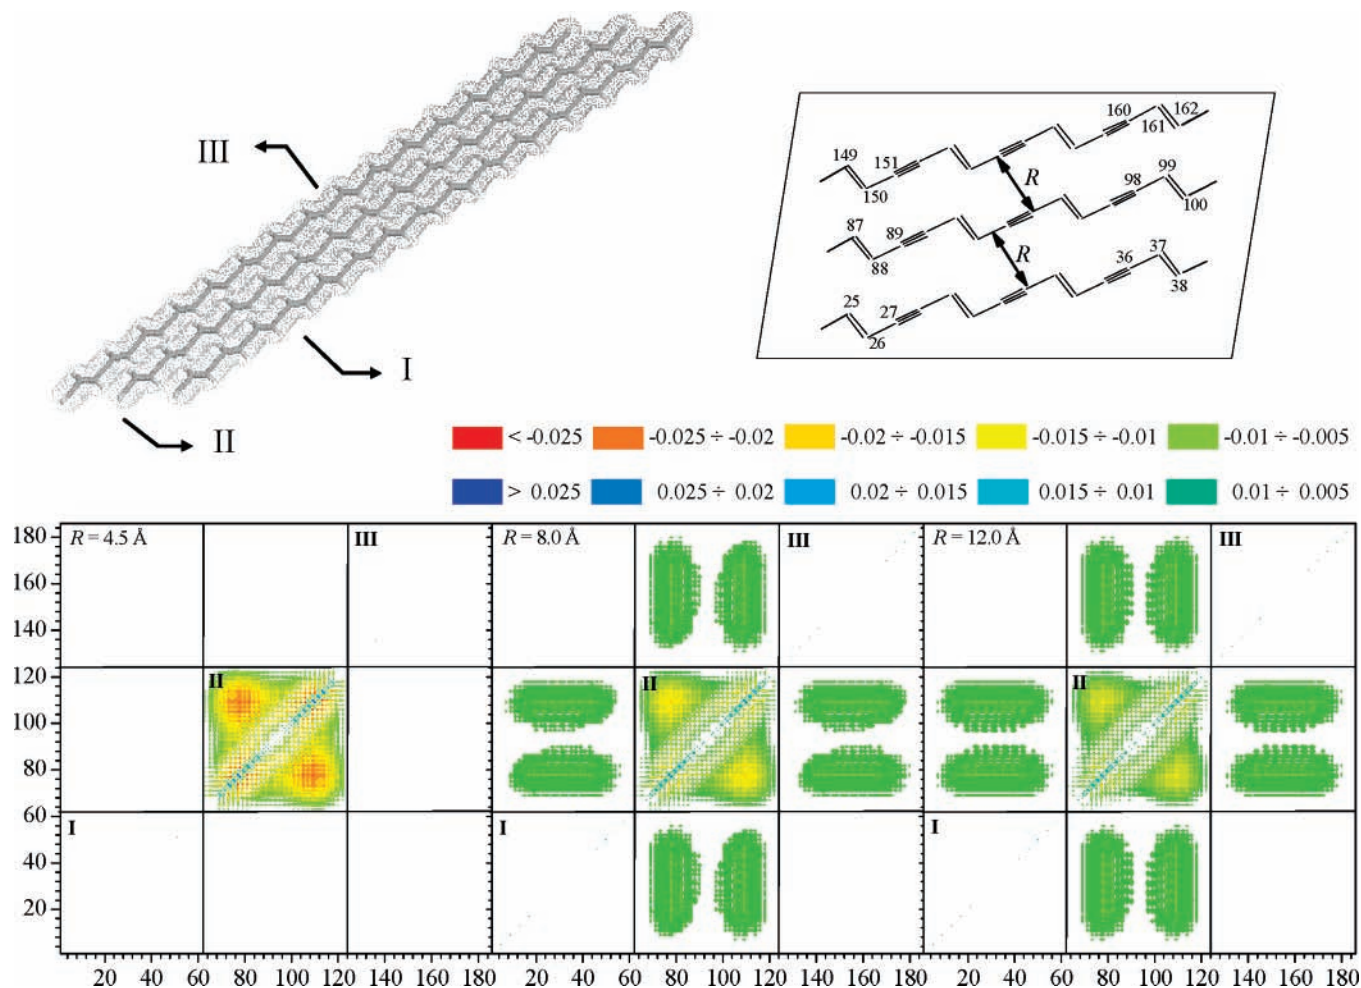 III
I
II
160
162
161
149
151
150
R
98
99
100
87
89
88
R
36
37
38
25
27
26
< -0.025
-0.025 ÷ -0.02
-0.02 ÷ -0.015
-0.015 ÷ -0.01
-0.01 ÷ -0.005
> 0.025
0.025 ÷ 0.02
0.02 ÷ 0.015
0.015 ÷ 0.01
0.01 ÷ 0.005
R = 4.5 Å
III
R = 8.0 Å
III
R = 12.0 Å
III
180
160
140
120
100
80
60
40
20
II
II
II
I
I
I
20 40 60 80 100 120 140 160 180
20 40 60 80 100 120 140 160 180
20 40 60 80 100 120 140 160 180